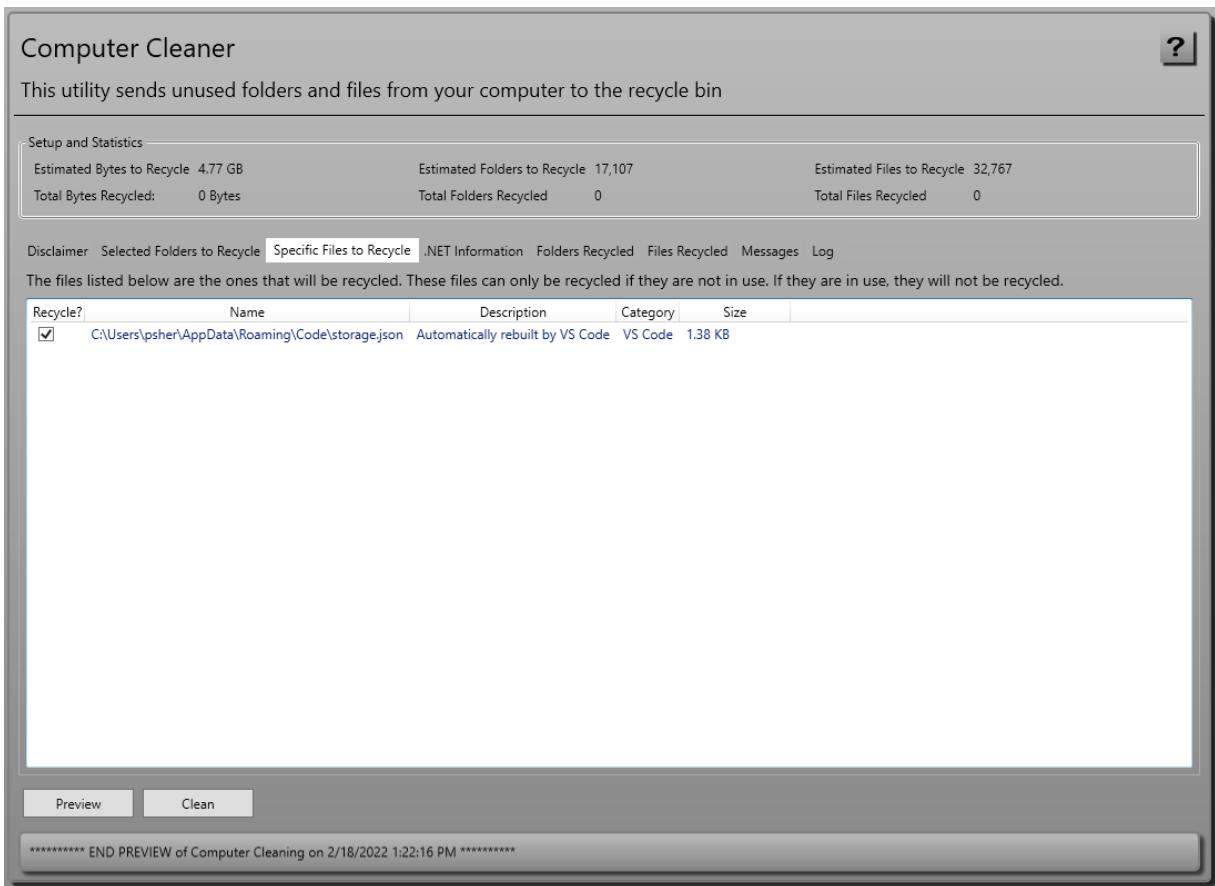 Computer Cleaner
?
This utility sends unused folders and files from your computer to the recycle bin
Setup and Statistics
Estimated Bytes to Recycle 4.77 GB Estimated Folders to Recycle 17,107 Estimated Files to Recycle 32,767
Total Bytes Recycled: 0 Bytes Total Folders Recycled 0 Total Files Recycled 0
Disclaimer Selected Folders to Recycle Specific Files to Recycle .NET Information Folders Recycled Files Recycled Messages Log
The files listed below are the ones that will be recycled. These files can only be recycled if they are not in use. If they are in use, they will not be recycled.
Recycle? Name Description Category Size
C:\Users\psher\AppData\Roaming\Code\storage.json Automatically rebuilt by VS Code VS Code 1.38 KB
Preview Clean
********** END PREVIEW of Computer Cleaning on 2/18/2022 1:22:16 PM **********